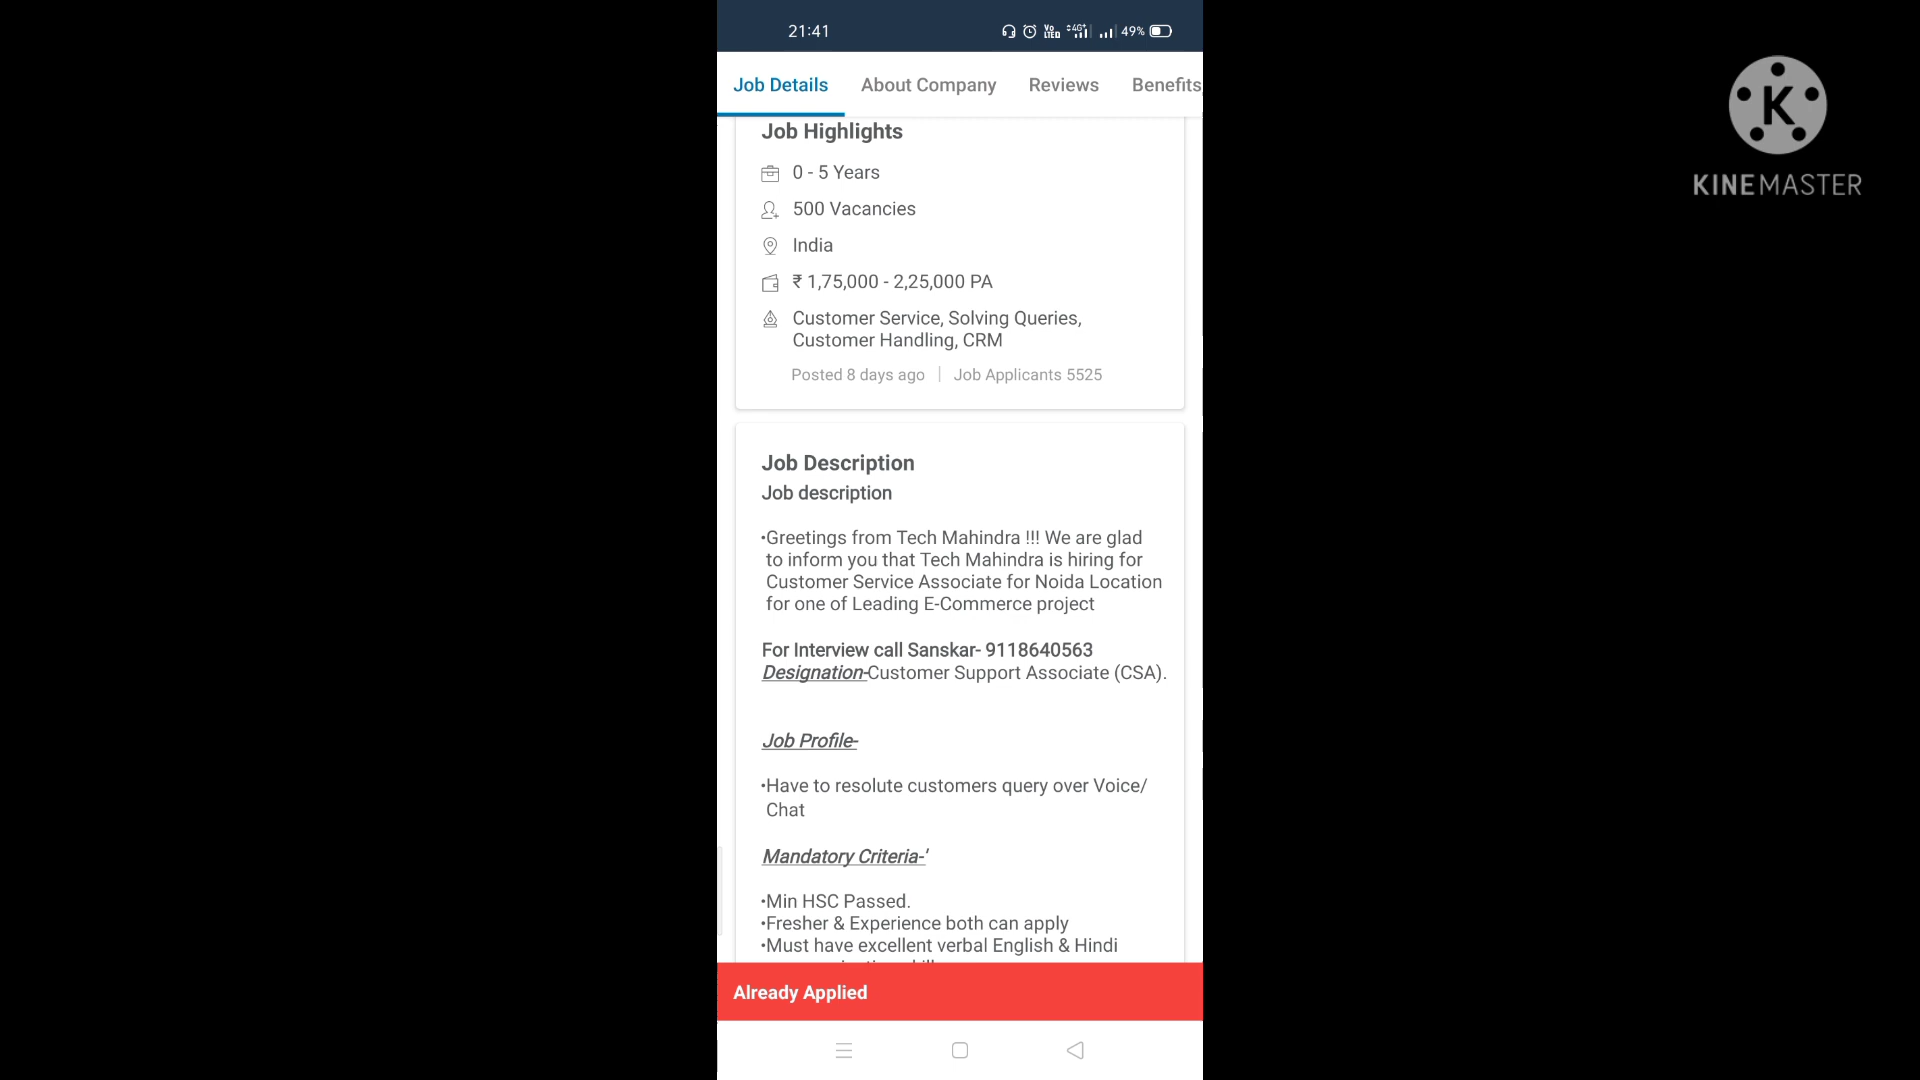 21:41
Vo LTED 4G+ 49%
Job Details About Company Reviews Benefits
Job Highlights
0 - 5 Years
500 Vacancies
India
₹ 1,75,000 - 2,25,000 PA
Customer Service, Solving Queries,
Customer Handling, CRM
Posted 8 days ago | Job Applicants 5525
Job Description
Job description
•Greetings from Tech Mahindra !!! We are glad
to inform you that Tech Mahindra is hiring for
Customer Service Associate for Noida Location
for one of Leading E-Commerce project
For Interview call Sanskar- 9118640563
Designation-Customer Support Associate (CSA).
Job Profile-
•Have to resolute customers query over Voice/
Chat
Mandatory Criteria-'
•Min HSC Passed.
•Fresher & Experience both can apply
•Must have excellent verbal English & Hindi
Already Applied
K
KINEMASTER